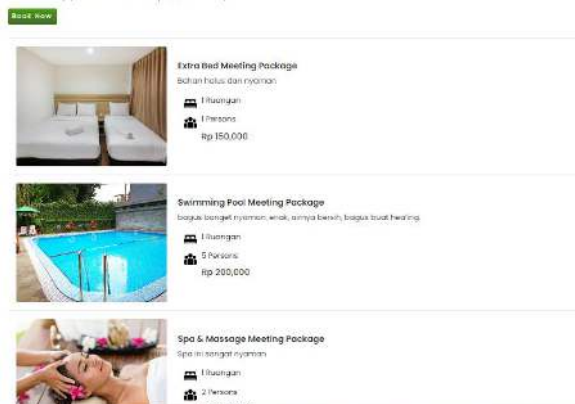 Book Now
Extra Bed Meeting Package
Bahan halus dan nyaman
1 Ruangan
1 Persons
Rp 150,000
Swimming Pool Meeting Package
bagus banget nyaman, enak, airnya bersih, bagus buat healing
1 Ruangan
5 Persons
Rp 200,000
Spa & Massage Meeting Package
Spa ini sangat nyaman
1 Ruangan
2 Persons